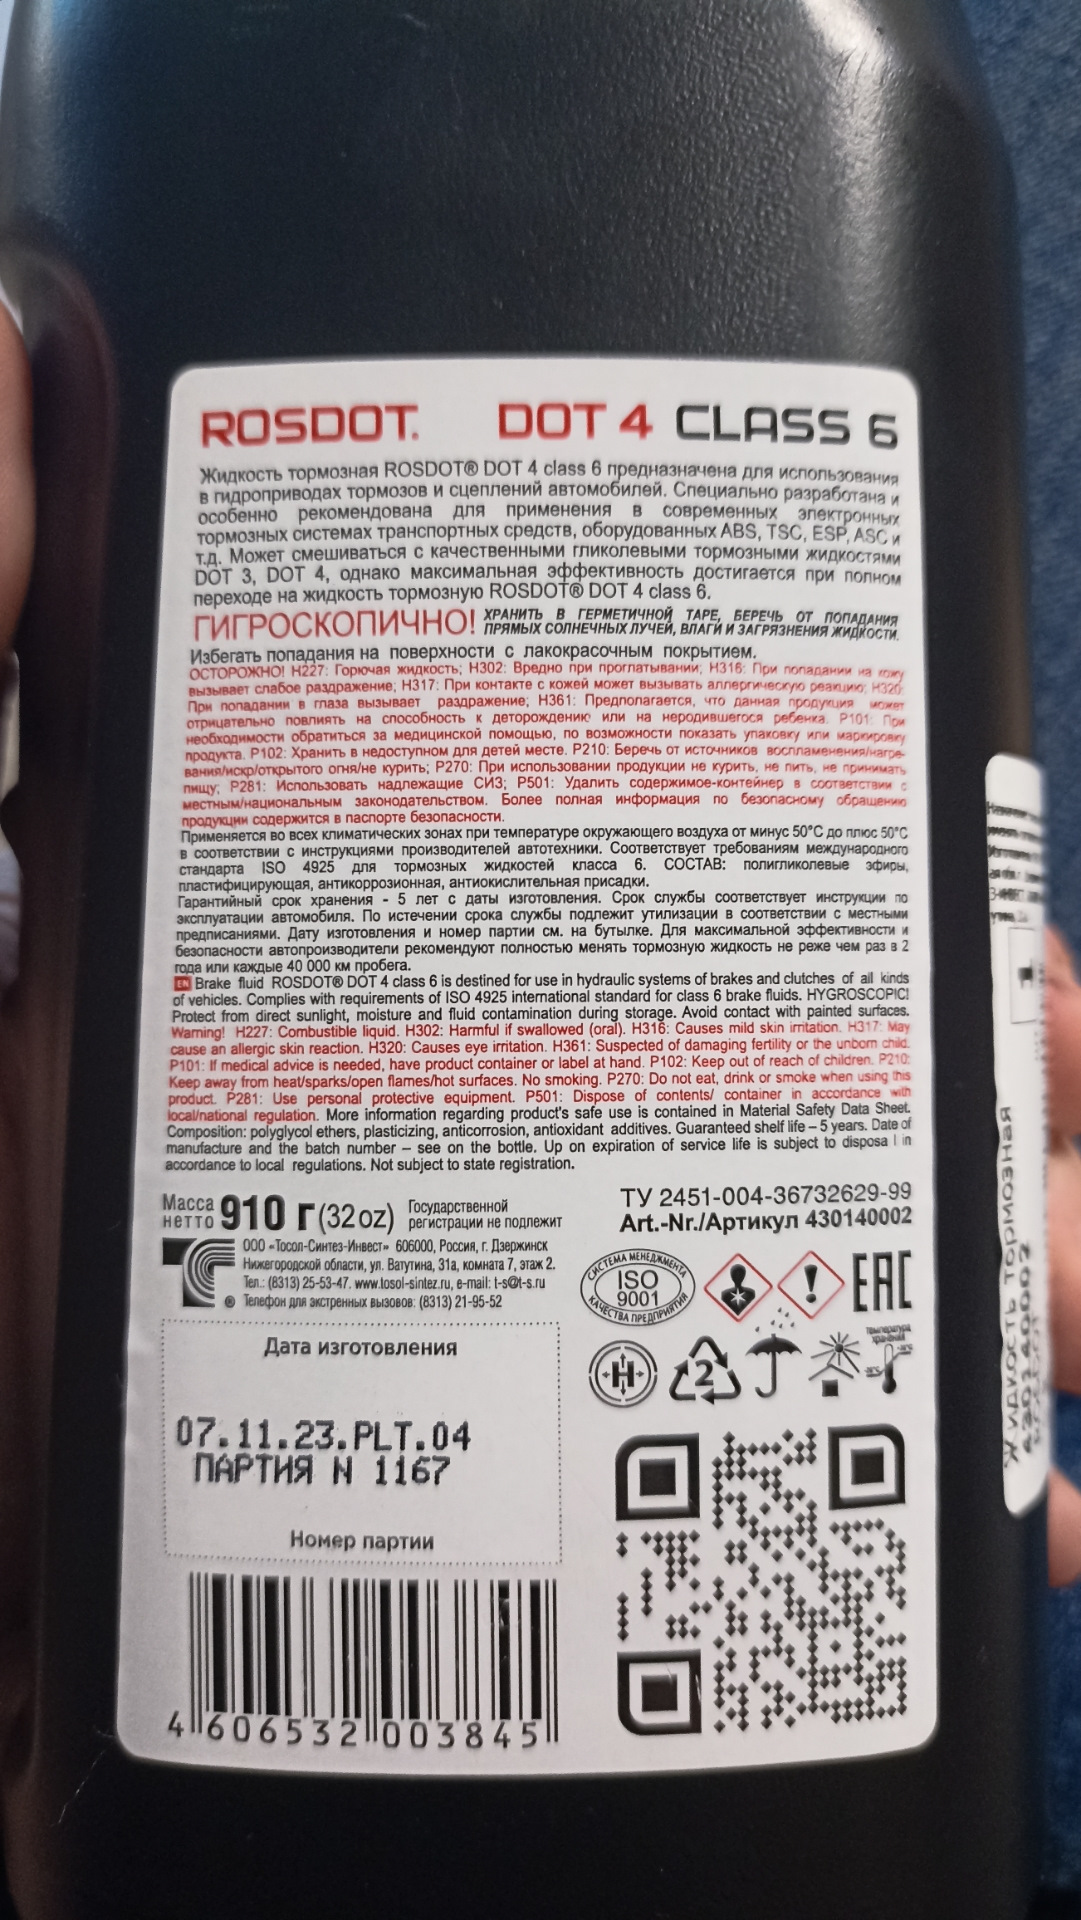 ROSDOT. DOT 4 CLASS 6
Жидкость тормозная ROSDOT® DOT 4 class 6 предназначена для использования
в гидроприводах тормозов и сцеплений автомобилей. Специально разработана и
особенно рекомендована для применения в современных электронных
тормозных системах транспортных средств, оборудованных ABS, TSC, ESP, ASC и
т.д. Может смешиваться с качественными гликолевыми тормозными жидкостями
DOT 3, DOT 4, однако максимальная эффективность достигается при полном
переходе на жидкость тормозную ROSDOT® DOT 4 class 6.
ГИГРОСКОПИЧНО! ХРАНИТЬ В ГЕРМЕТИЧНОЙ ТАРЕ, БЕРЕЧЬ ОТ ПОПАДАНИЯ
ПРЯМЫХ СОЛНЕЧНЫХ ЛУЧЕЙ, ВЛАГИ И ЗАГРЯЗНЕНИЯ ЖИДКОСТИ.
Избегать попадания на поверхности с лакокрасочным покрытием.
ОСТОРОЖНО! H227: Горючая жидкость; H302: Вредно при проглатывании; H316: При попадании на кожу
вызывает слабое раздражение; H317: При контакте с кожей может вызывать аллергическую реакцию; H320:
При попадании в глаза вызывает раздражение; H361: Предполагается, что данная продукция может
отрицательно повлиять на способность к деторождению или на неродившегося ребенка. P101: При
необходимости обратиться за медицинской помощью, по возможности показать упаковку или маркировку
продукта. P102: Хранить в недоступном для детей месте. P210: Беречь от источников воспламенения/нагре-
вания/искр/открытого огня/не курить; P270: При использовании продукции не курить, не пить, не принимать
пищу; P281: Использовать надлежащие СИЗ; P501: Удалить содержимое-контейнер в соответствии с
местным/национальным законодательством. Более полная информация по безопасному обращению
продукции содержится в паспорте безопасности.
Применяется во всех климатических зонах при температуре окружающего воздуха от минус 50°С до плюс 50°С
в соответствии с инструкциями производителей автотехники. Соответствует требованиям международного
стандарта ISO 4925 для тормозных жидкостей класса 6. СОСТАВ: полигликолевые эфиры,
пластифицирующая, антикоррозионная, антиокислительная присадки.
Гарантийный срок хранения - 5 лет с даты изготовления. Срок службы соответствует инструкции по
эксплуатации автомобиля. По истечении срока службы подлежит утилизации в соответствии с местными
предписаниями. Дату изготовления и номер партии см. на бутылке. Для максимальной эффективности и
безопасности автопроизводители рекомендуют полностью менять тормозную жидкость не реже чем раз в 2
года или каждые 40 000 км пробега.
EN Brake fluid ROSDOT® DOT 4 class 6 is destined for use in hydraulic systems of brakes and clutches of all kinds
of vehicles. Complies with requirements of ISO 4925 international standard for class 6 brake fluids. HYGROSCOPIC!
Protect from direct sunlight, moisture and fluid contamination during storage. Avoid contact with painted surfaces.
Warning! H227: Combustible liquid. H302: Harmful if swallowed (oral). H316: Causes mild skin irritation. H317: May
cause an allergic skin reaction. H320: Causes eye irritation. H361: Suspected of damaging fertility or the unborn child.
P101: If medical advice is needed, have product container or label at hand. P102: Keep out of reach of children. P210:
Keep away from heat/sparks/open flames/hot surfaces. No smoking. P270: Do not eat, drink or smoke when using this
product. P281: Use personal protective equipment. P501: Dispose of contents/ container in accordance with
local/national regulation. More information regarding product's safe use is contained in Material Safety Data Sheet.
Composition: polyglycol ethers, plasticizing, anticorrosion, antioxidant additives. Guaranteed shelf life – 5 years. Date of
manufacture and the batch number – see on the bottle. Up on expiration of service life is subject to disposa l in
accordance to local regulations. Not subject to state registration.
Масса
нетто 910 г (32oz) Государственной
регистрации не подлежит
ТУ 2451-004-36732629-99
Art.-Nr./Артикул 430140002
ООО «Тосол-Синтез-Инвест» 606000, Россия, г. Дзержинск
Нижегородской области, ул. Ватутина, 31а, комната 7, этаж 2.
Тел.: (8313) 25-53-47. www.tosol-sintez.ru, e-mail: t-s@t-s.ru
® Телефон для экстренных вызовов: (8313) 21-95-52
СИСТЕМА МЕНЕДЖМЕНТА
ISO
9001
КАЧЕСТВА ПРЕДПРИЯТИЯ
EAC
H
2
температура
хранения
Дата изготовления
07.11.23.PLT.04
ПАРТИЯ N 1167
Номер партии
4 606532 003845
Жидкость тормозная
430140002